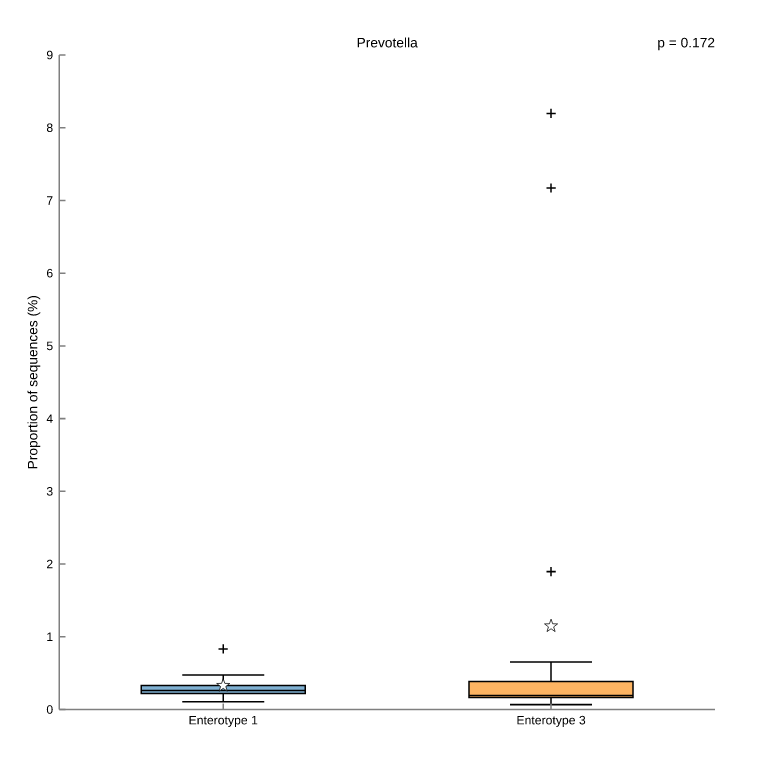 Prevotella
p = 0.172
Proportion of sequences (%)
9
8
7
6
5
4
3
2
1
0
Enterotype 1
Enterotype 3